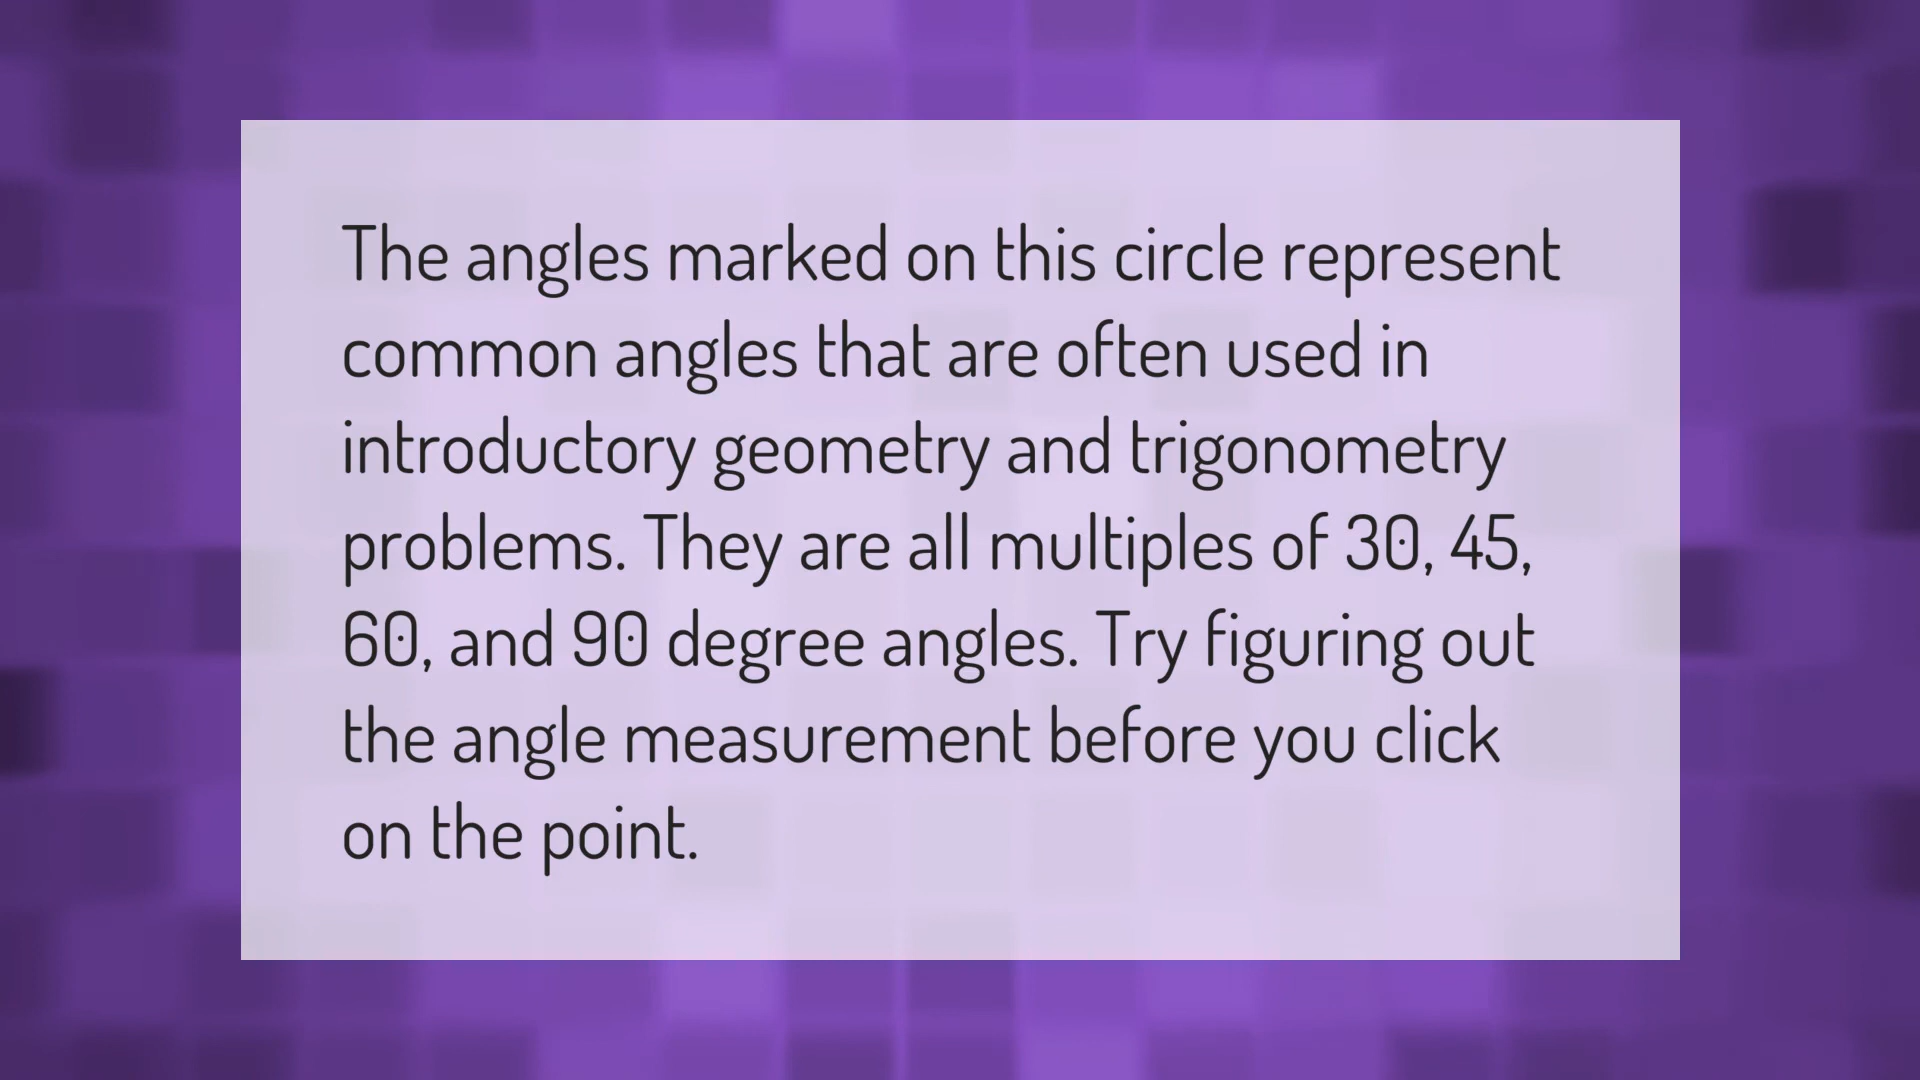 The angles marked on this circle represent
common angles that are often used in
introductory geometry and trigonometry
problems. They are all multiples of 30, 45,
60, and 90 degree angles. Try figuring out
the angle measurement before you click
on the point.